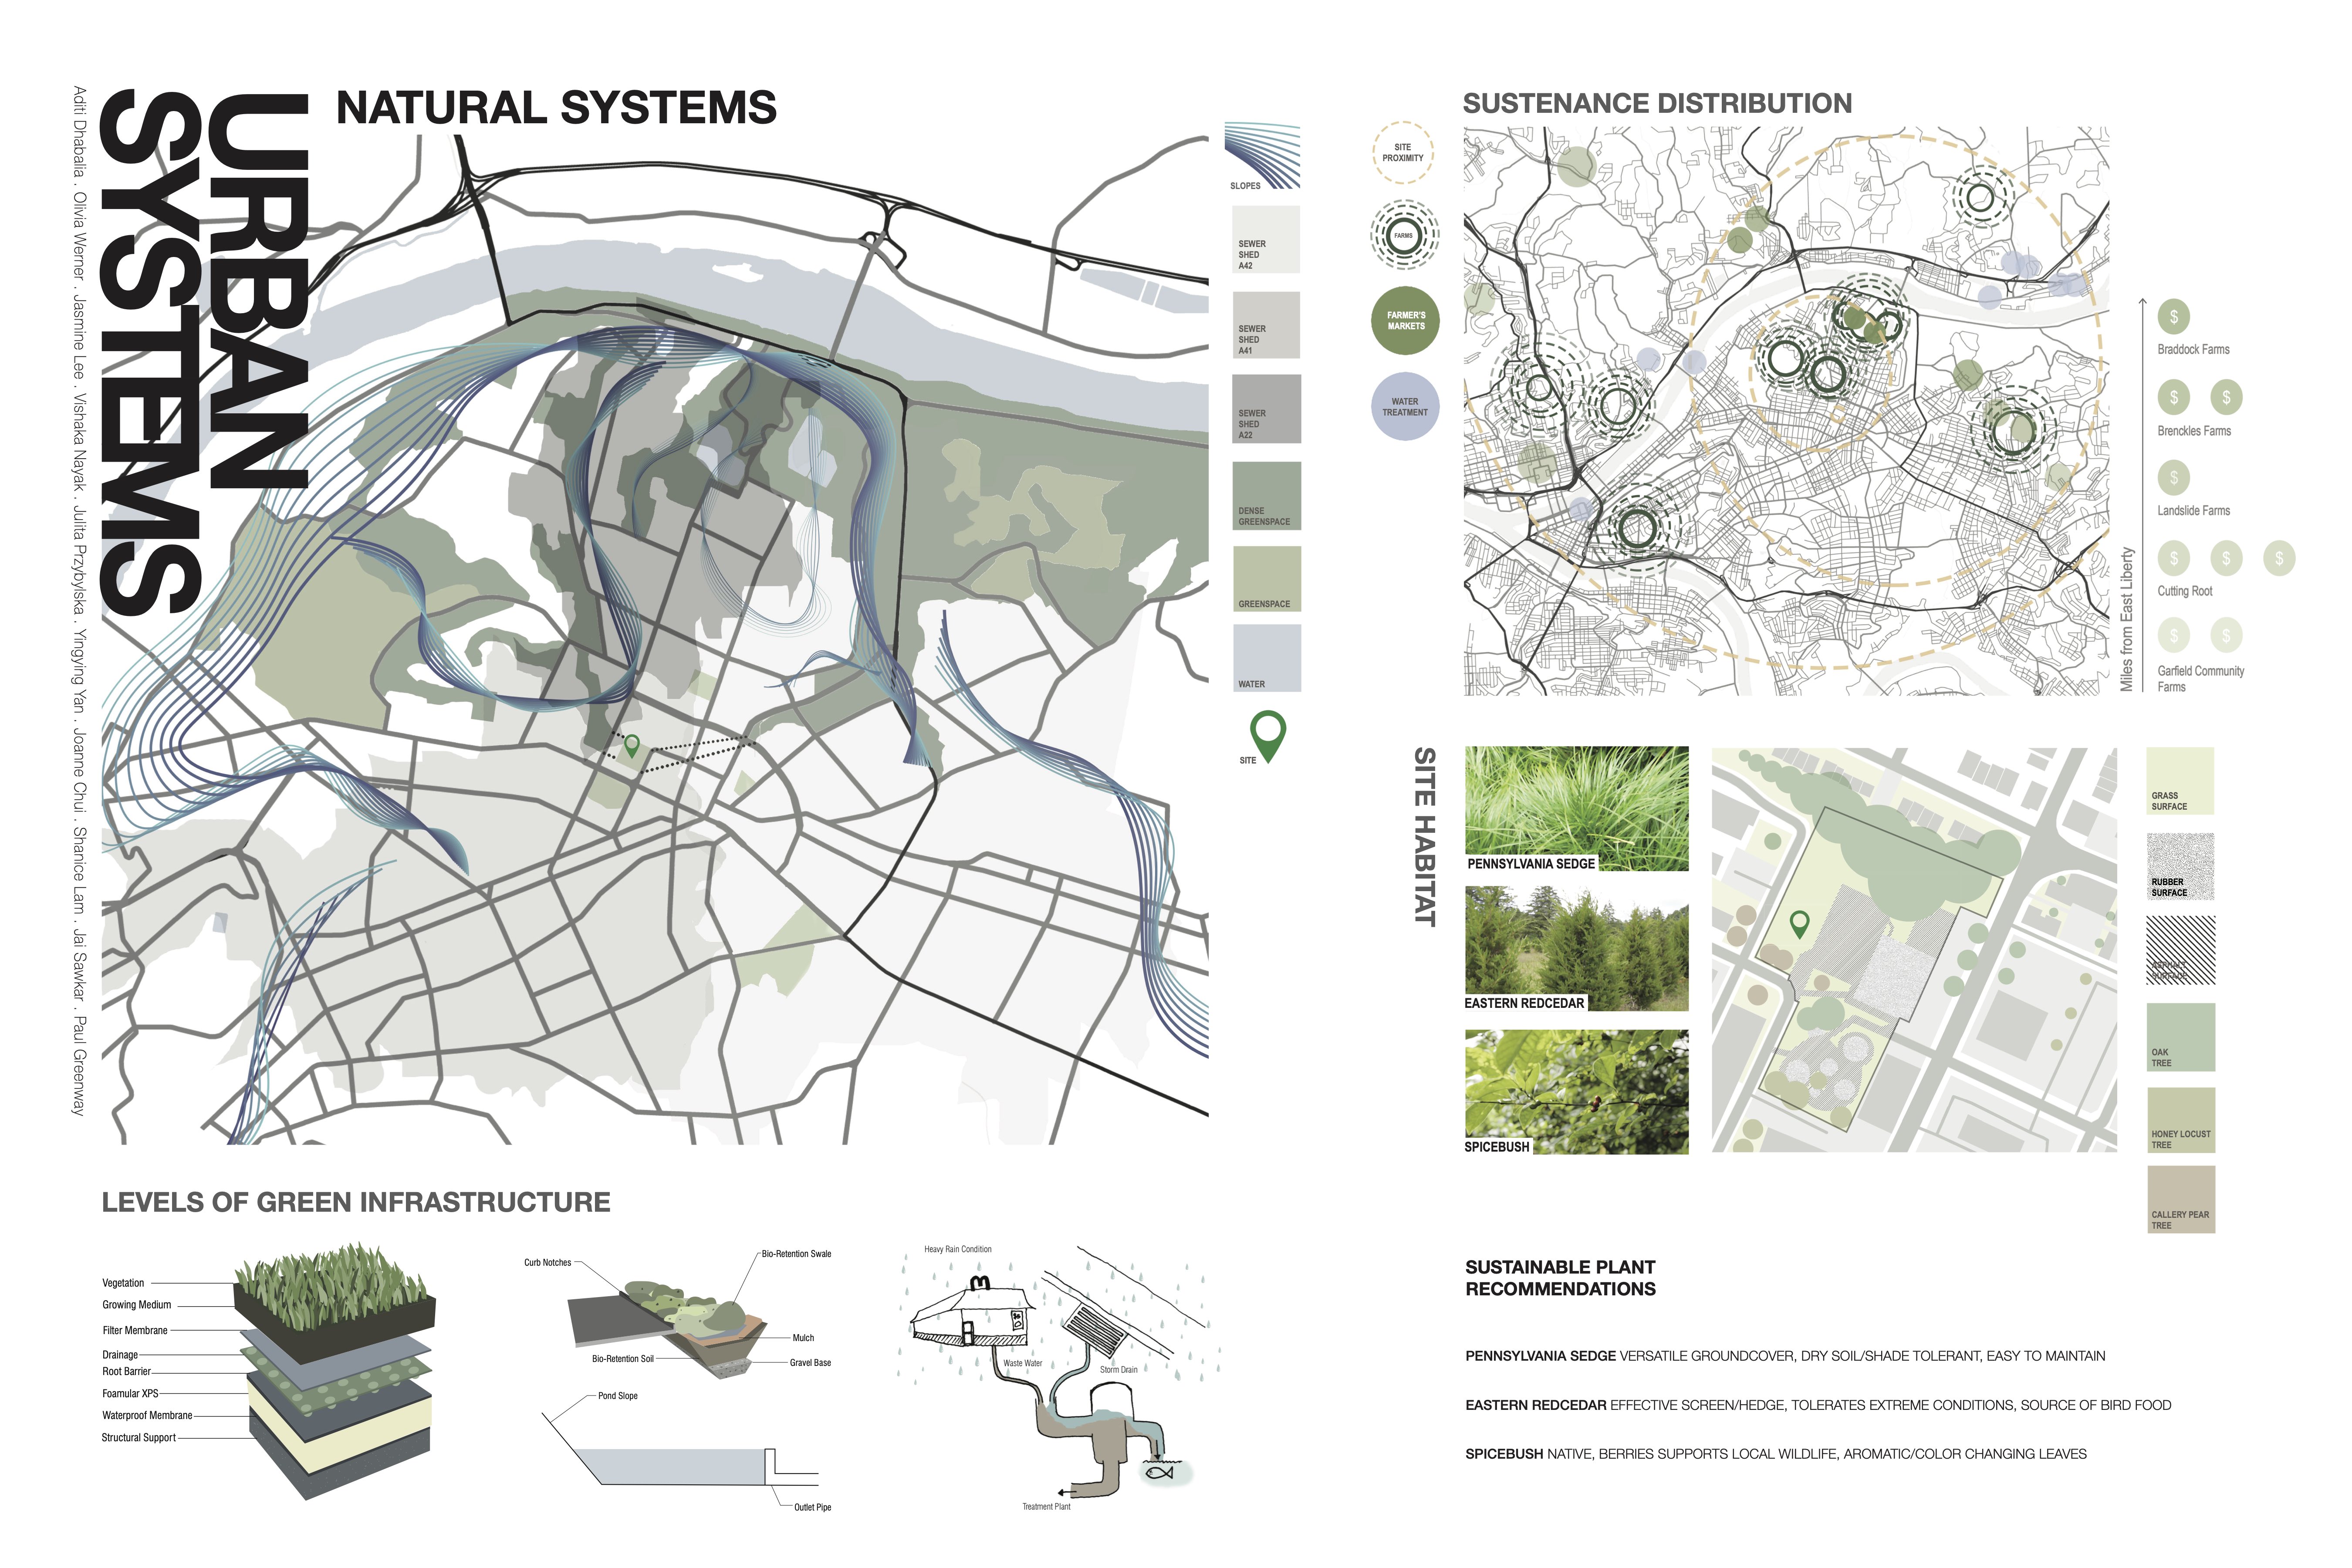 URBAN
SYSTEMS
Aditi Dhabalia . Olivia Werner . Jasmine Lee . Vishaka Nayak . Julita Przybylska . Yingying Yan . Joanne Chui . Shanice Lam . Jai Sawkar . Paul Greenway
NATURAL SYSTEMS
SLOPES
SEWER
SHED
A42
SEWER
SHED
A41
SEWER
SHED
A22
DENSE
GREENSPACE
GREENSPACE
WATER
SITE
SUSTENANCE DISTRIBUTION
SITE
PROXIMITY
FARMS
FARMER'S
MARKETS
WATER
TREATMENT
Miles from East Liberty
$
Braddock Farms
$ $
Brenckles Farms
$
Landslide Farms
$ $ $
Cutting Root
$ $
Garfield Community
Farms
SITE HABITAT
PENNSYLVANIA SEDGE
EASTERN REDCEDAR
SPICEBUSH
GRASS
SURFACE
RUBBER
SURFACE
ASPHALT
SURFACE
OAK
TREE
HONEY LOCUST
TREE
CALLERY PEAR
TREE
LEVELS OF GREEN INFRASTRUCTURE
Vegetation
Growing Medium
Filter Membrane
Drainage
Root Barrier
Foamular XPS
Waterproof Membrane
Structural Support
Curb Notches
Bio-Retention Swale
Mulch
Bio-Retention Soil
Gravel Base
Pond Slope
Outlet Pipe
Heavy Rain Condition
Waste Water
Storm Drain
Treatment Plant
SUSTAINABLE PLANT
RECOMMENDATIONS
PENNSYLVANIA SEDGE VERSATILE GROUNDCOVER, DRY SOIL/SHADE TOLERANT, EASY TO MAINTAIN
EASTERN REDCEDAR EFFECTIVE SCREEN/HEDGE, TOLERATES EXTREME CONDITIONS, SOURCE OF BIRD FOOD
SPICEBUSH NATIVE, BERRIES SUPPORTS LOCAL WILDLIFE, AROMATIC/COLOR CHANGING LEAVES